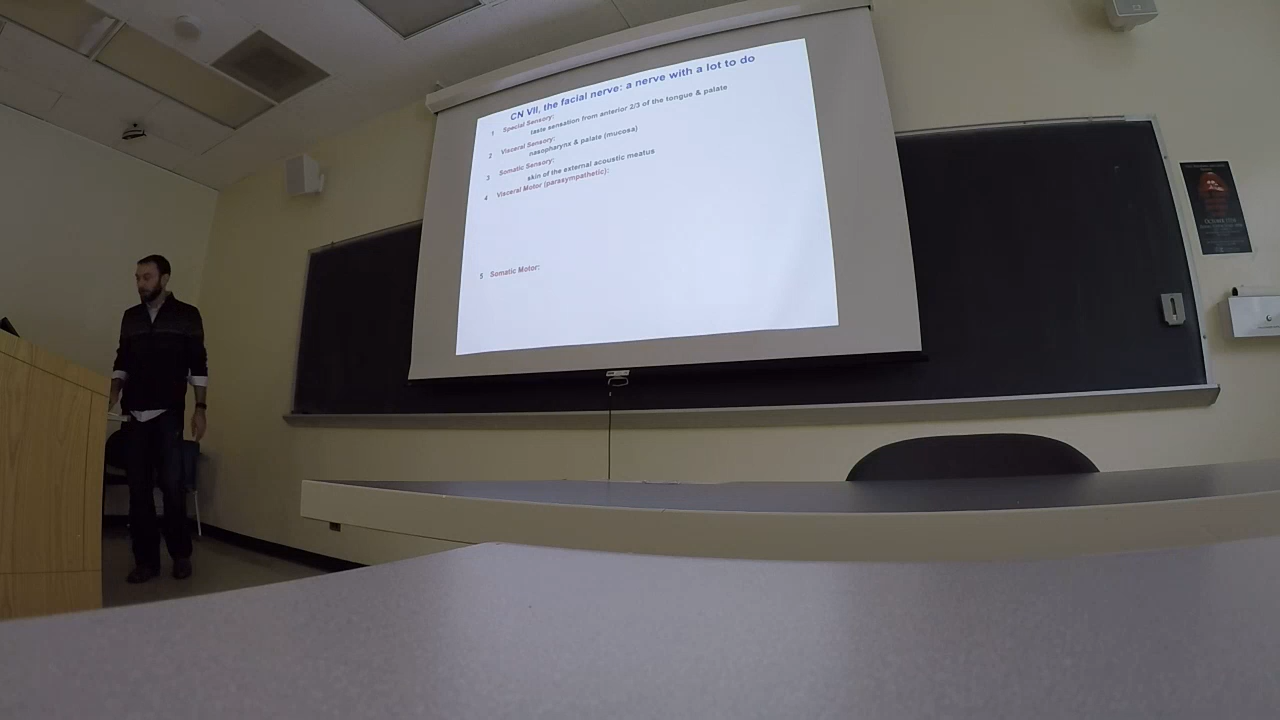 CN VII, the facial nerve: a nerve with a lot to do
1 Special Sensory:
taste sensation from anterior 2/3 of the tongue & palate
2 Visceral Sensory:
nasopharynx & palate (mucosa)
3 Somatic Sensory:
skin of the external acoustic meatus
4 Visceral Motor (parasympathetic):
5 Somatic Motor: